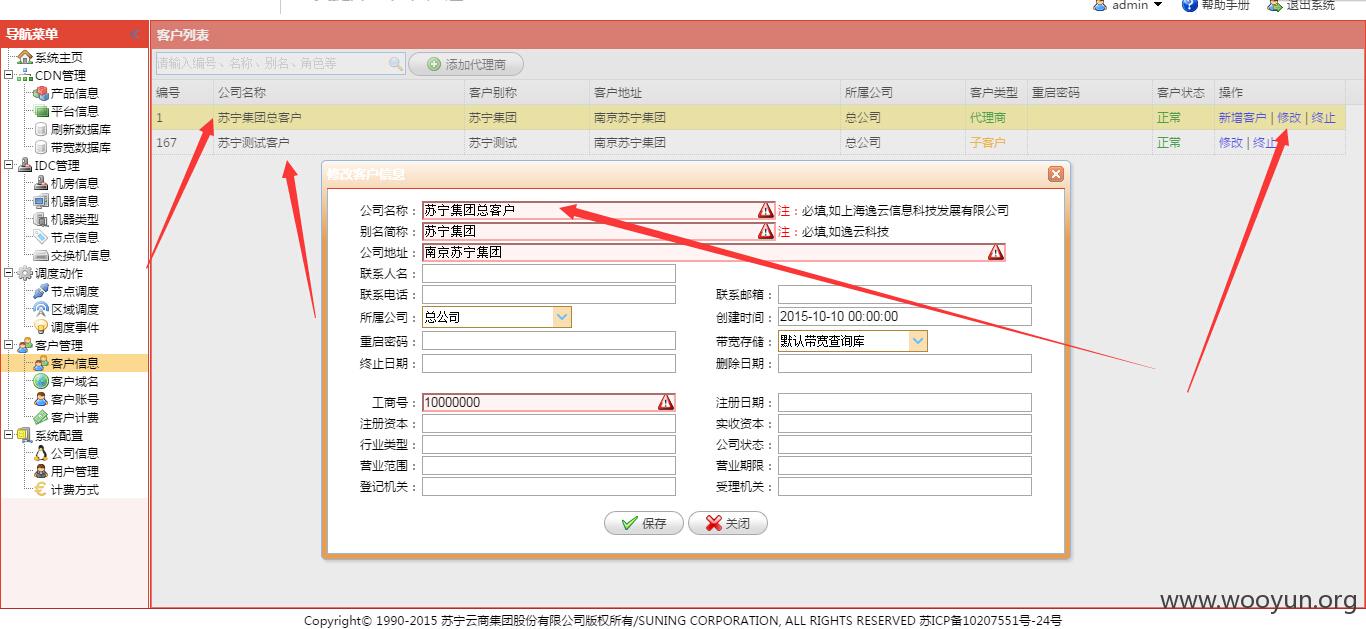 admin 帮助手册 退出系统
导航菜单
客户列表
系统主页
CDN管理
产品信息
平台信息
刷新数据库
带宽数据库
IDC管理
机房信息
机器信息
机器类型
节点信息
交换机信息
调度动作
节点调度
区域调度
调度事件
客户管理
客户信息
客户域名
客户账号
客户计费
系统配置
公司信息
用户管理
计费方式
请输入编号、名称、别名、角色等 添加代理商
编号 公司名称 客户别称 客户地址 所属公司 客户类型 重启密码 客户状态 操作
1 苏宁集团总客户 苏宁集团 南京苏宁集团 总公司 代理商 正常 新增客户 | 修改 | 终止
167 苏宁测试客户 苏宁测试 南京苏宁集团 总公司 子客户 正常 修改 | 终止
修改客户信息
公司名称： 苏宁集团总客户 注：必填,如上海逸云信息科技发展有限公司
别名简称： 苏宁集团 注：必填,如逸云科技
公司地址： 南京苏宁集团
联系人名：
联系电话： 联系邮箱：
所属公司： 总公司 创建时间： 2015-10-10 00:00:00
重启密码： 带宽存储： 默认带宽查询库
终止日期： 删除日期：
工商号： 10000000 注册日期：
注册资本： 实收资本：
行业类型： 公司状态：
营业范围： 营业期限：
登记机关： 受理机关：
保存 关闭
www.wooyun.org
Copyright© 1990-2015 苏宁云商集团股份有限公司版权所有/SUNING CORPORATION, ALL RIGHTS RESERVED 苏ICP备10207551号-24号